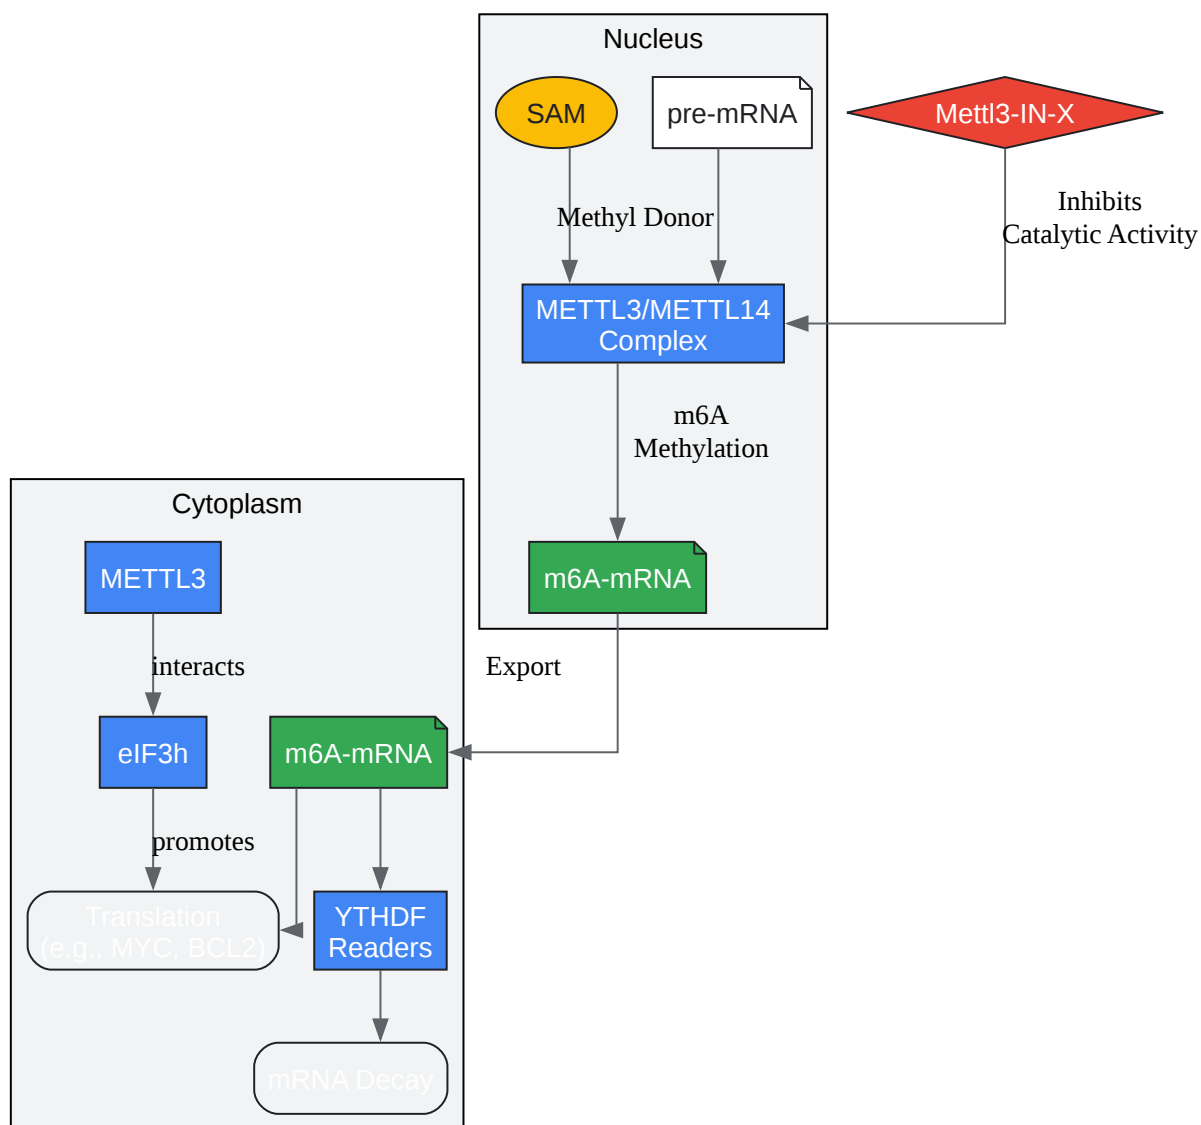 Nucleus
SAM
pre-mRNA
Mettl3-IN-X
Methyl Donor
Inhibits
Catalytic Activity
METTL3/METTL14
Complex
m6A
Methylation
m6A-mRNA
Export
Cytoplasm
METTL3
interacts
eIF3h
m6A-mRNA
promotes
Translation
(e.g., MYC, BCL2)
YTHDF
Readers
mRNA Decay